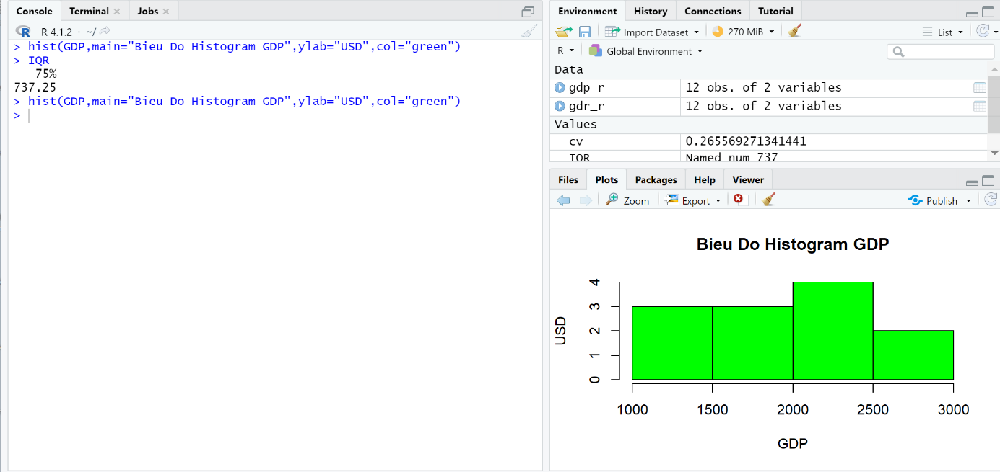 Console Terminal Jobs
R 4.1.2 · ~/
> hist(GDP,main="Bieu Do Histogram GDP",ylab="USD",col="green")
> IQR
75%
737.25
> hist(GDP,main="Bieu Do Histogram GDP",ylab="USD",col="green")
>
Environment History Connections Tutorial
Import Dataset 270 MiB List
R Global Environment
Data
gdp_r 12 obs. of 2 variables
gdr_r 12 obs. of 2 variables
Values
cv 0.265569271341441
IQR Named num 737
Files Plots Packages Help Viewer
Zoom Export Publish
Bieu Do Histogram GDP
4
3
2
1
0
USD
1000 1500 2000 2500 3000
GDP